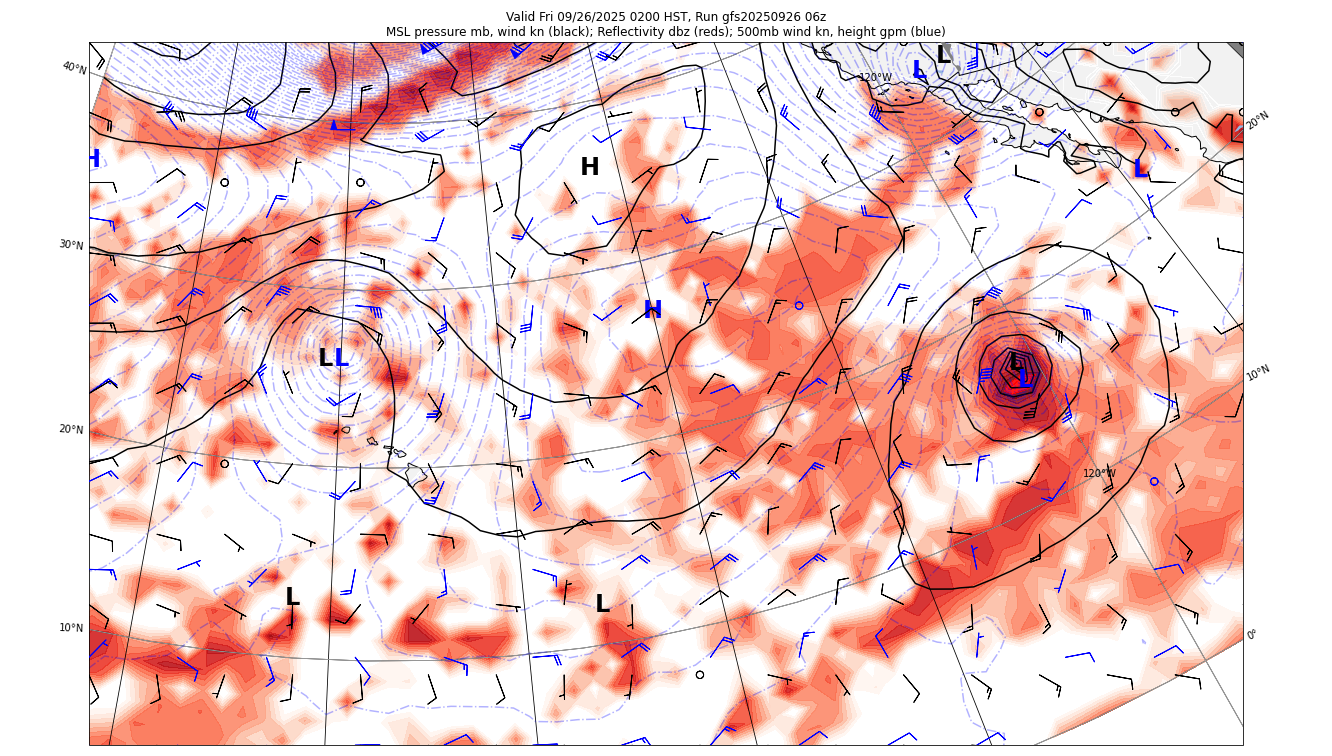 Valid Fri 09/26/2025 0200 HST, Run gfs20250926 06z
MSL pressure mb, wind kn (black); Reflectivity dbz (reds); 500mb wind kn, height gpm (blue)
L
L
120°W
40°N
20°N
H
H
L
30°N
H
L
L
L
L
10°N
20°N
120°W
L
L
10°N
0°